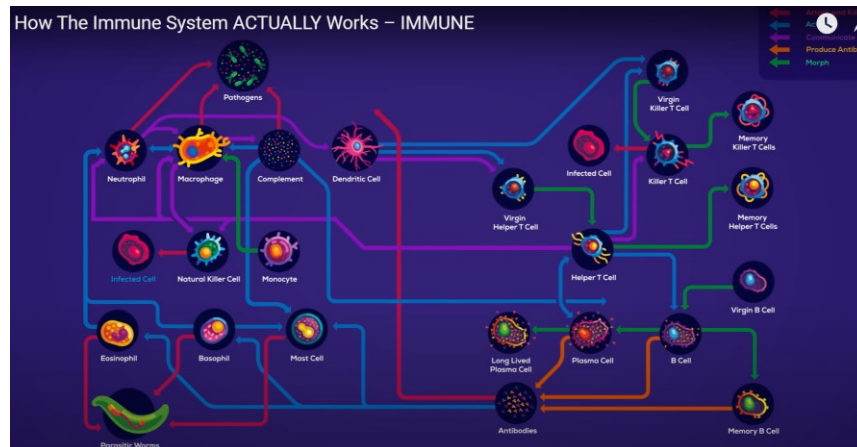 How The Immune System ACTUALLY Works – IMMUNE
Communicate
Produce Antib
Morph
Pathogens
Virgin
Killer T Cell
Memory
Killer T Cells
Neutrophil
Macrophage
Complement
Dendritic Cell
Infected Cell
Killer T Cell
Virgin
Helper T Cell
Memory
Helper T Cells
Infected Cell
Natural Killer Cell
Monocyte
Helper T Cell
Virgin B Cell
Eosinophil
Basophil
Mast Cell
Long Lived
Plasma Cell
Plasma Cell
B Cell
Antibodies
Memory B Cell
Parasitic Worms